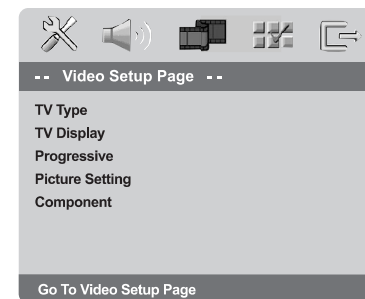 -- Video Setup Page --
TV Type
TV Display
Progressive
Picture Setting
Component
Go To Video Setup Page